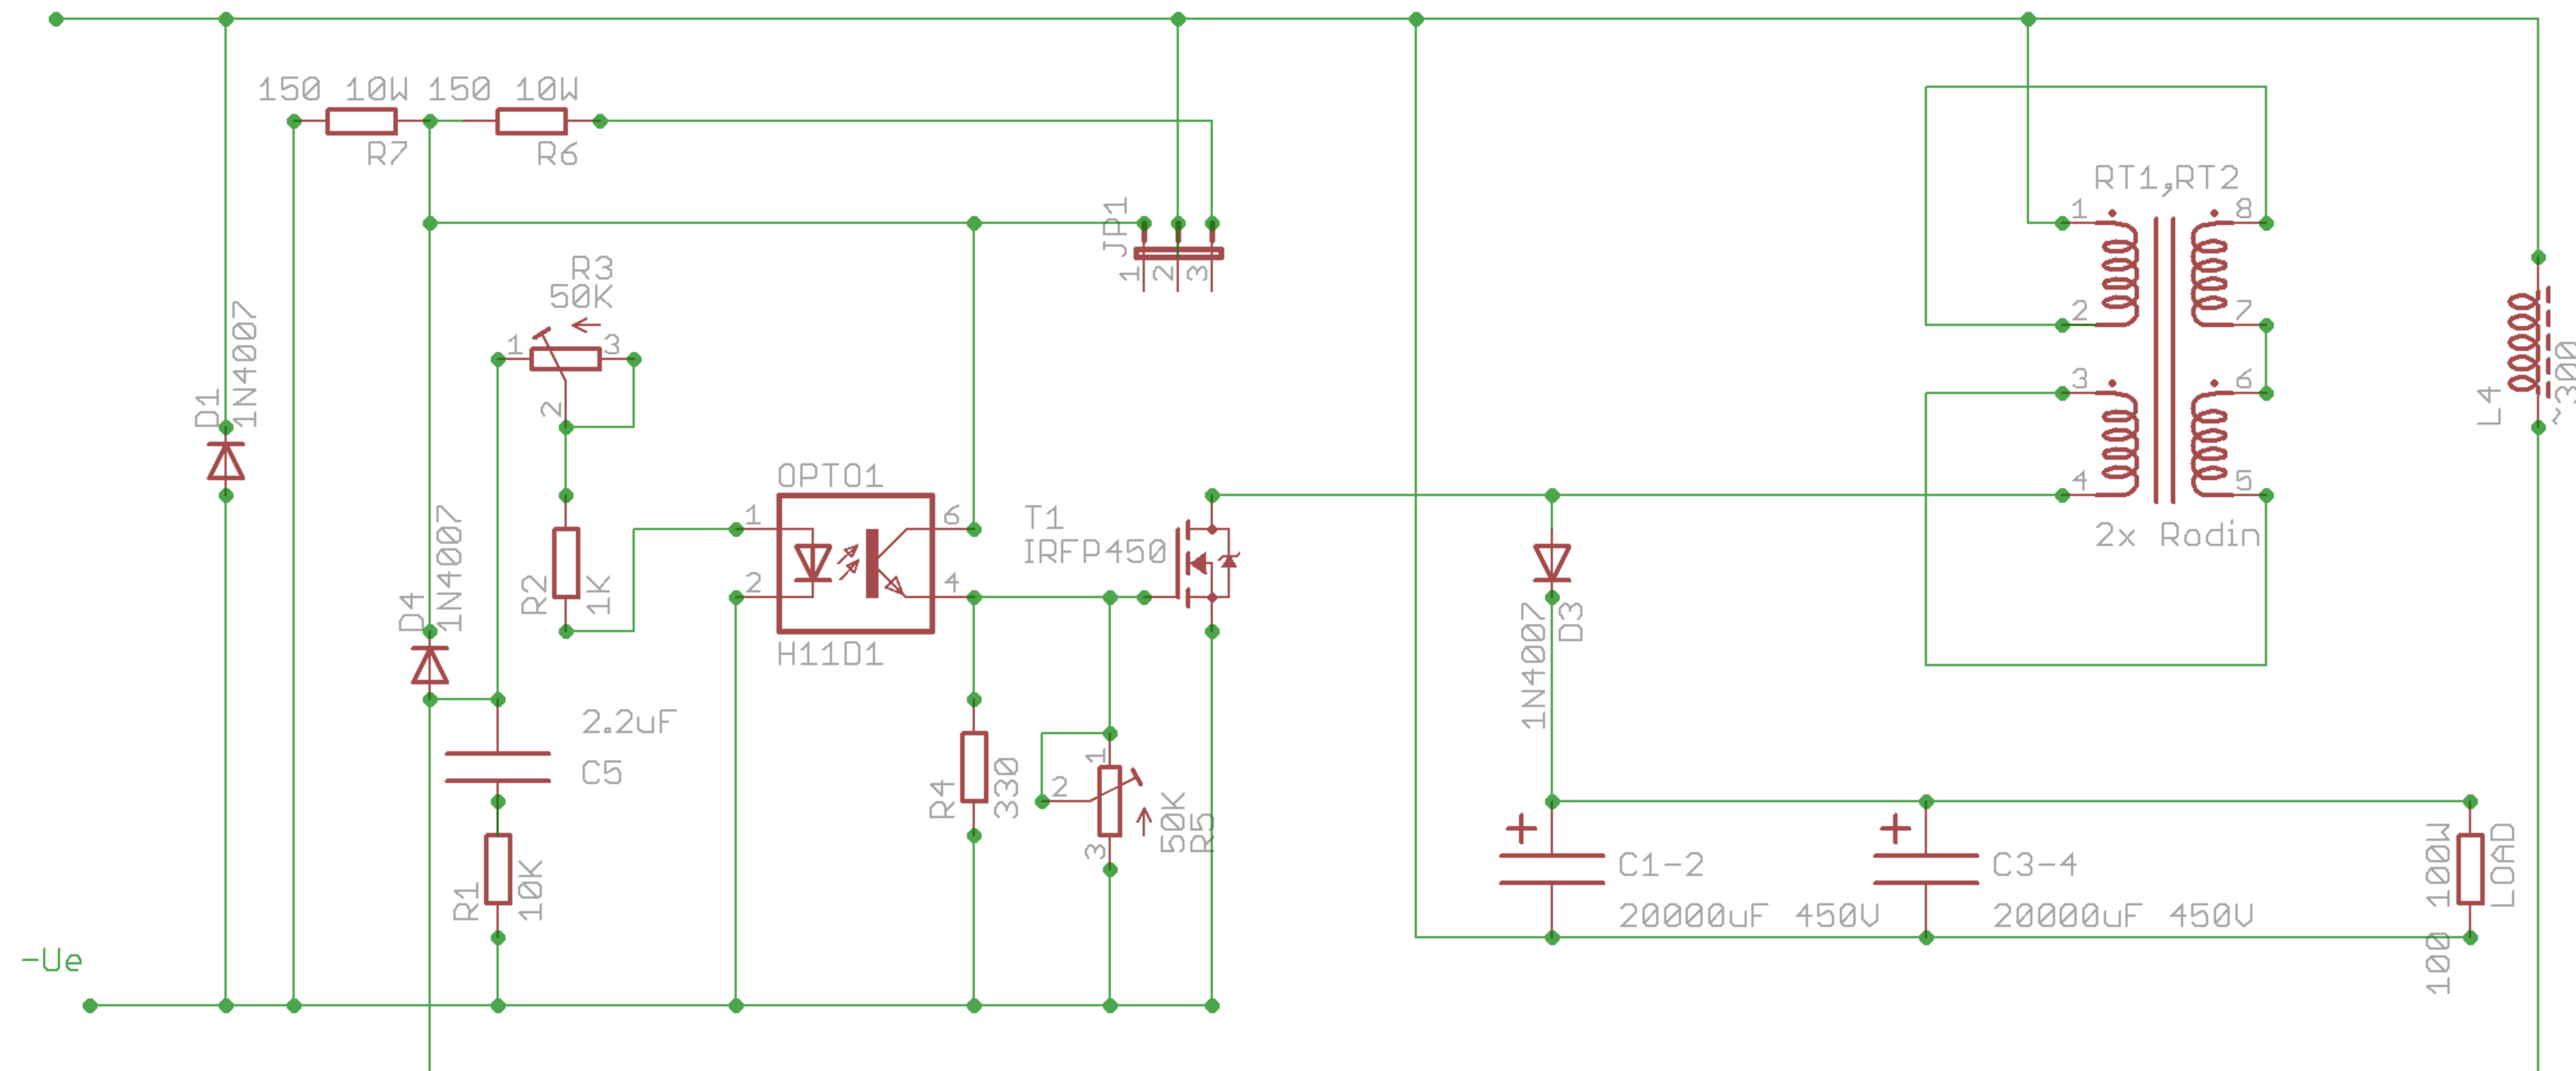 150 10W
150 10W
R7
R6
JP1
1
2
3
R3
50K
1
3
2
D1
1N4007
OPTO1
1
2
6
4
H11D1
R2
1K
D4
1N4007
T1
IRFP450
RT1,RT2
1
8
2
7
3
6
4
5
2x Rodin
L4
~300
1N4007
D3
2.2uF
C5
R1
10K
R4
330
1
2
3
50K
R5
C1-2
20000uF 450V
C3-4
20000uF 450V
100 100W
LOAD
-Ue
+
+